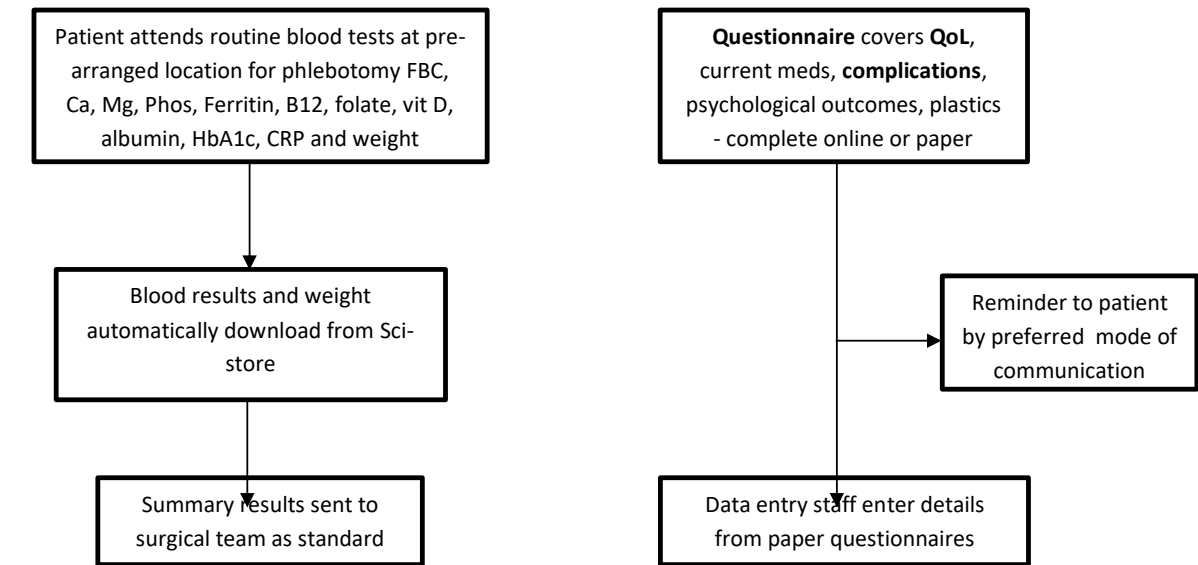 Patient attends routine blood tests at pre-
arranged location for phlebotomy FBC,
Ca, Mg, Phos, Ferritin, B12, folate, vit D,
albumin, HbA1c, CRP and weight
Blood results and weight
automatically download from Sci-
store
Summary results sent to
surgical team as standard
Questionnaire covers QoL,
current meds, complications,
psychological outcomes, plastics
- complete online or paper
Reminder to patient
by preferred mode of
communication
Data entry staff enter details
from paper questionnaires